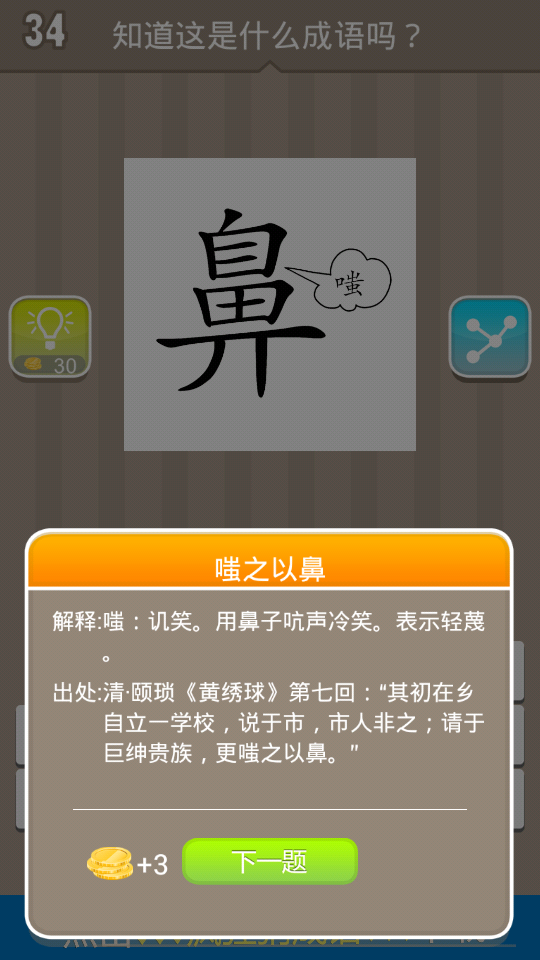 34 知道这是什么成语吗？
鼻
嗤
30
嗤之以鼻
解释:嗤：讥笑。用鼻子吭声冷笑。表示轻蔑
。
出处:清·颐琐《黄绣球》第七回：“其初在乡
自立一学校，说于市，市人非之；请于
巨绅贵族，更嗤之以鼻。”
+3 下一题